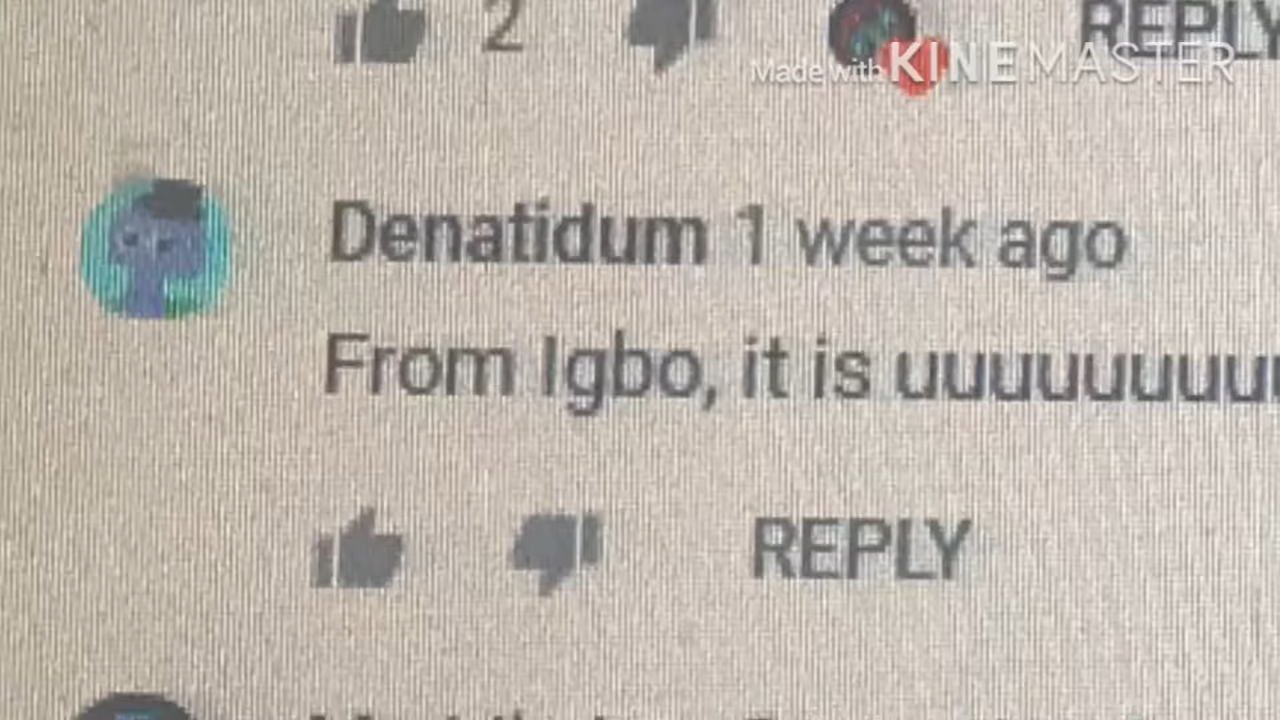 2 REPLY
Made with KINEMASTER
Denatidum 1 week ago
From Igbo, it is uuuuuuuu
REPLY